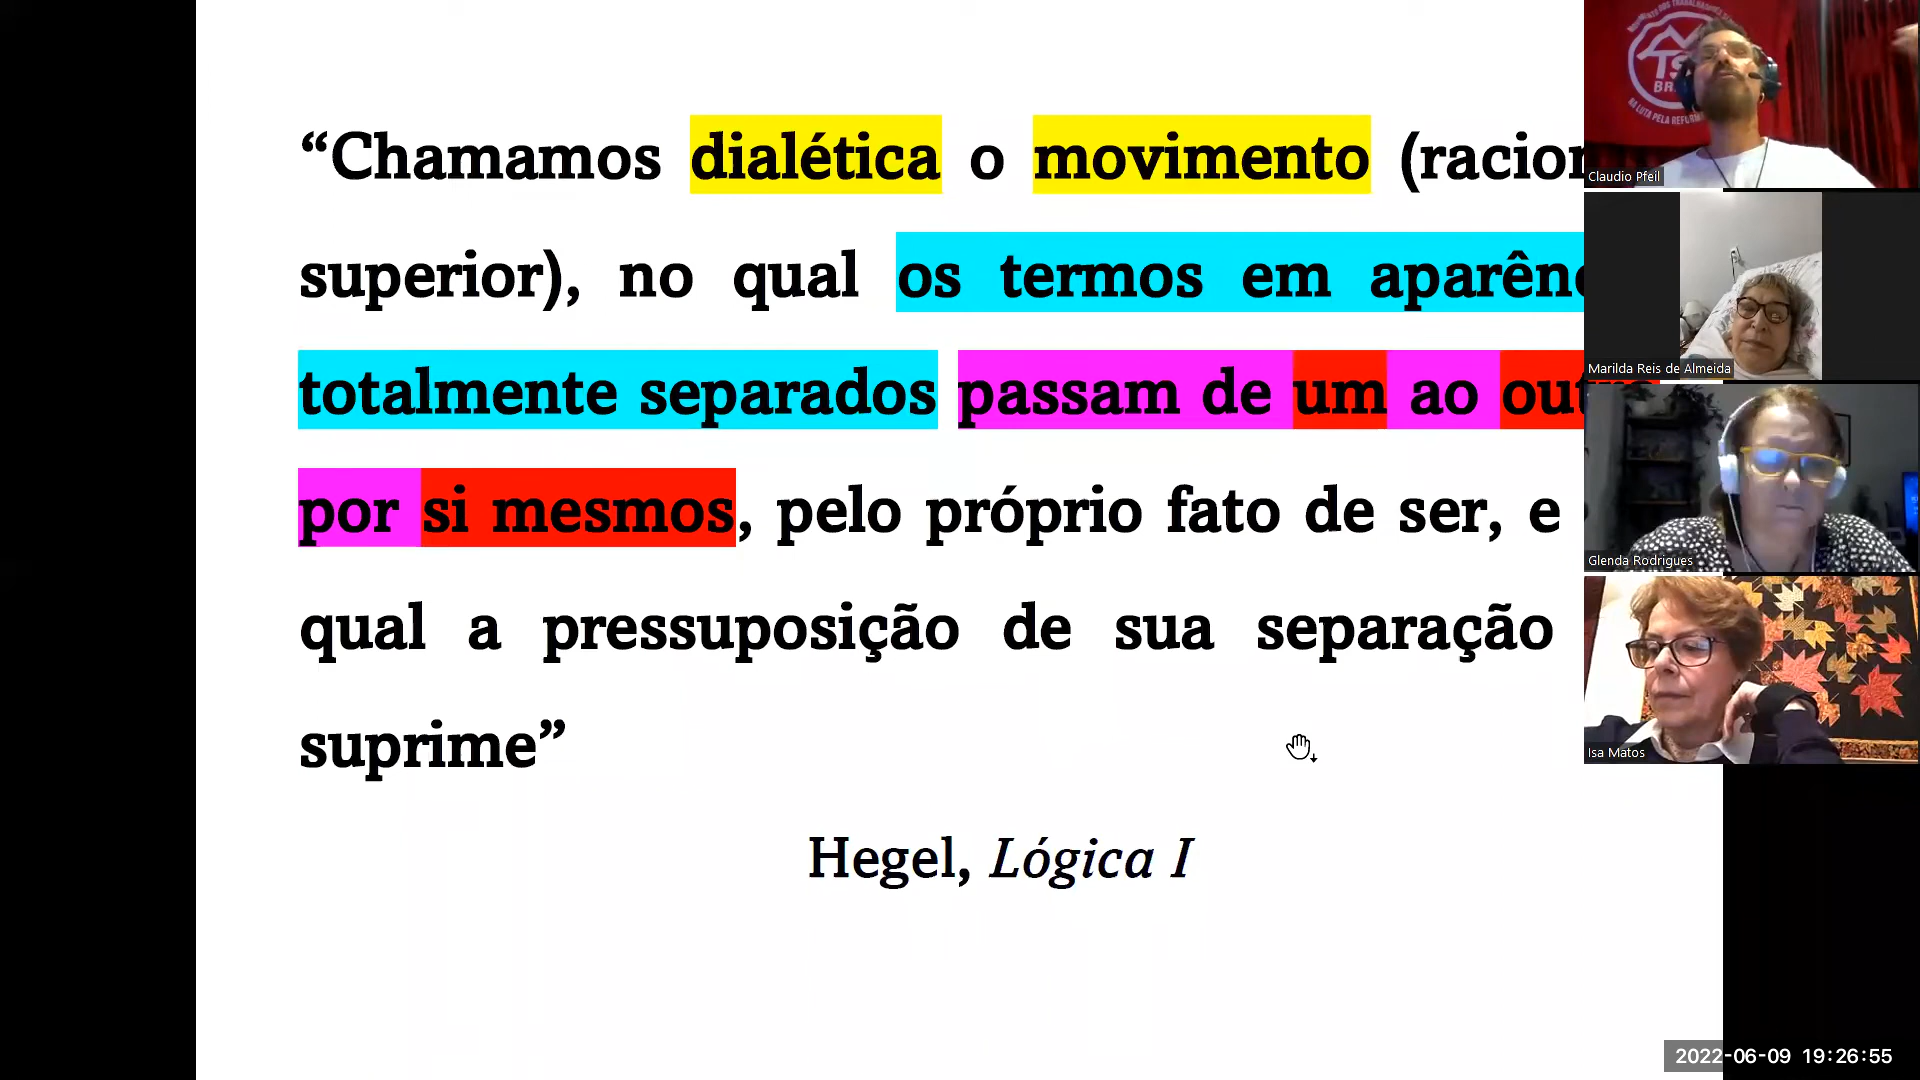 “Chamamos dialética o movimento (racion
superior), no qual os termos em aparên
totalmente separados passam de um ao
por si mesmos, pelo próprio fato de ser, e
qual a pressuposição de sua separação
suprime”
Hegel, Lógica I
Claudio Pfeil
Marilda Reis de Almeida
Glenda Rodrigues
Isa Matos
2022-06-09 19:26:55